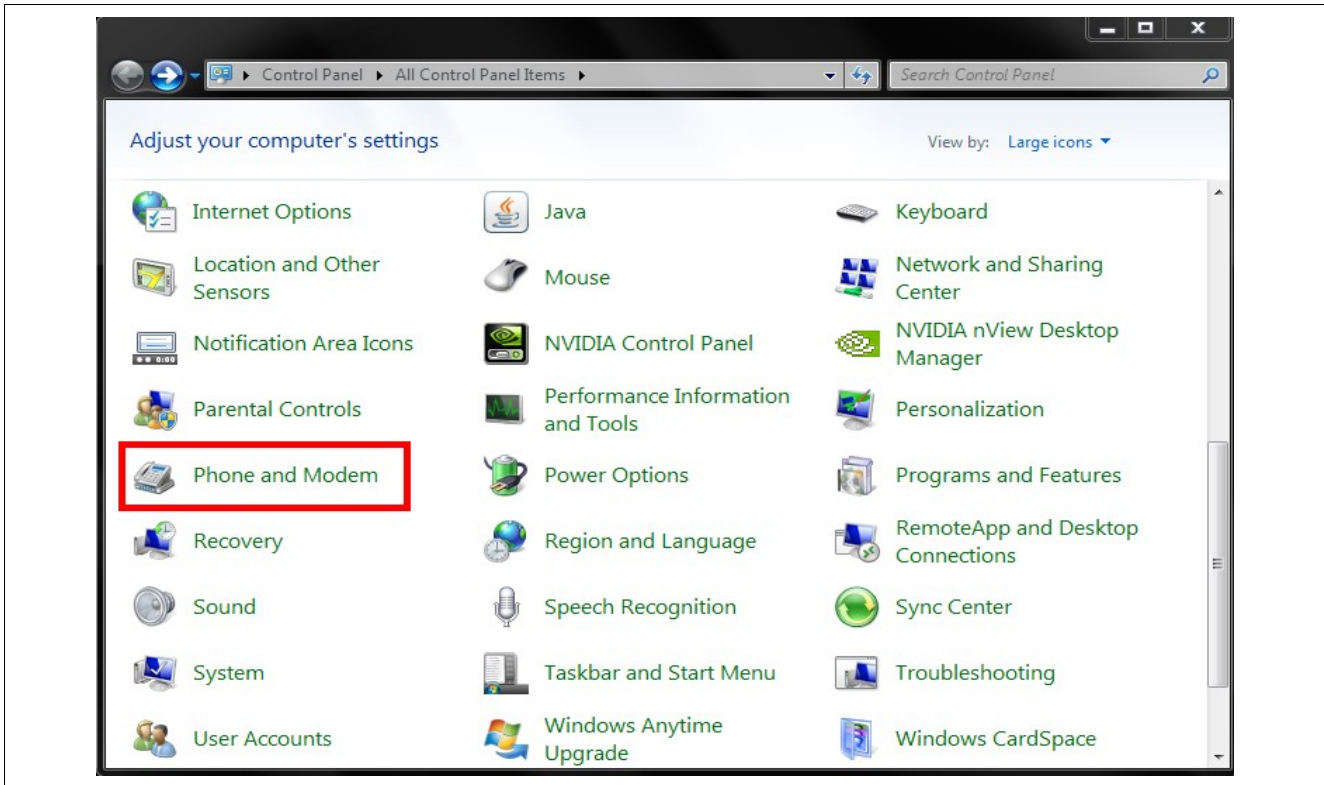 Control Panel All Control Panel Items Search Control Panel
Adjust your computer's settings View by: Large icons
Internet Options Java Keyboard
Location and Other
Sensors
Mouse
Network and Sharing
Center
Notification Area Icons NVIDIA Control Panel
NVIDIA nView Desktop
Manager
Parental Controls
Performance Information
and Tools
Personalization
Phone and Modem Power Options Programs and Features
Recovery Region and Language
RemoteApp and Desktop
Connections
Sound Speech Recognition Sync Center
System Taskbar and Start Menu Troubleshooting
User Accounts
Windows Anytime
Upgrade
Windows CardSpace